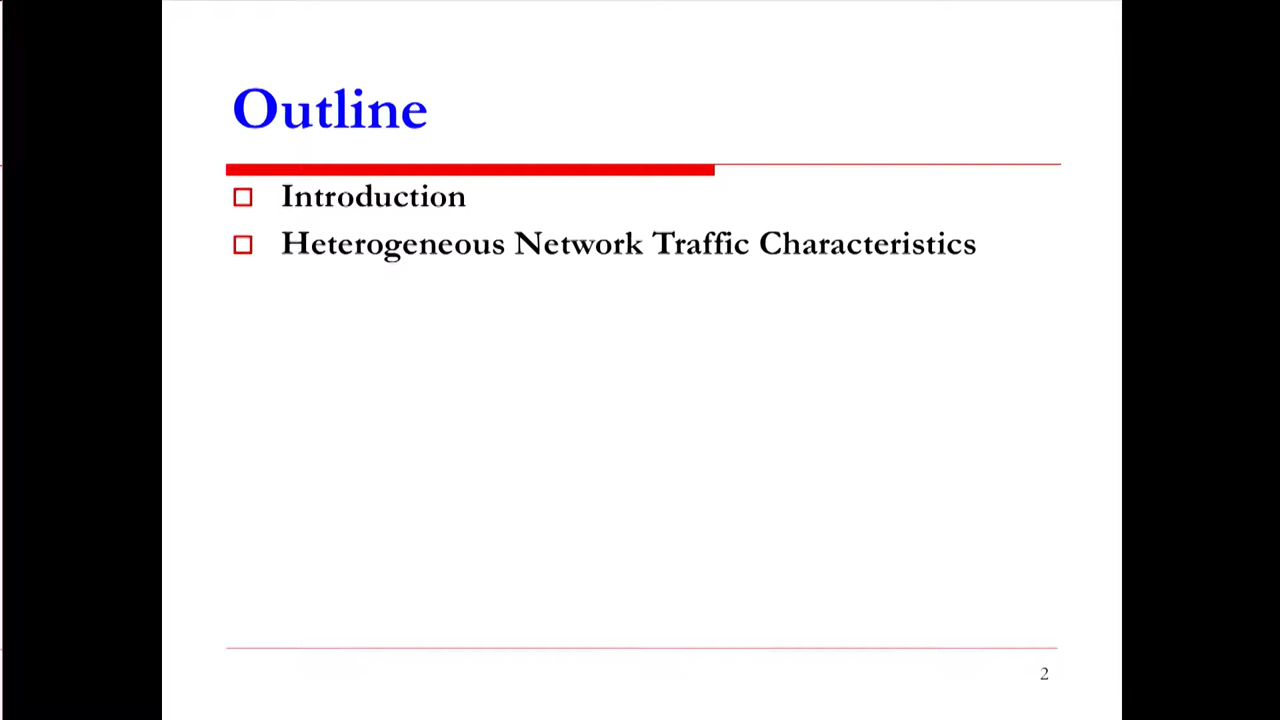 Outline
Introduction
Heterogeneous Network Traffic Characteristics
2